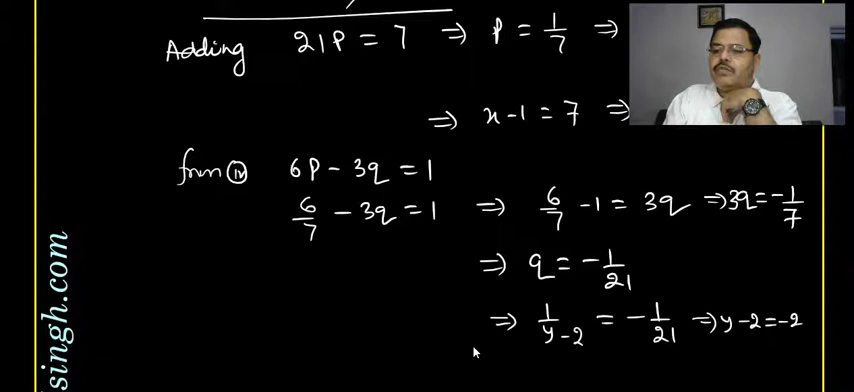 Adding 21P = 7 ⇒ P = 1/7 ⇒
⇒ x-1 = 7 ⇒
from (iv) 6P - 3q = 1
6/7 - 3q = 1 ⇒ 6/7 - 1 = 3q ⇒ 3q = -1/7
⇒ q = -1/21
⇒ 1/y-2 = -1/21 ⇒ y-2 = -2
singh.com